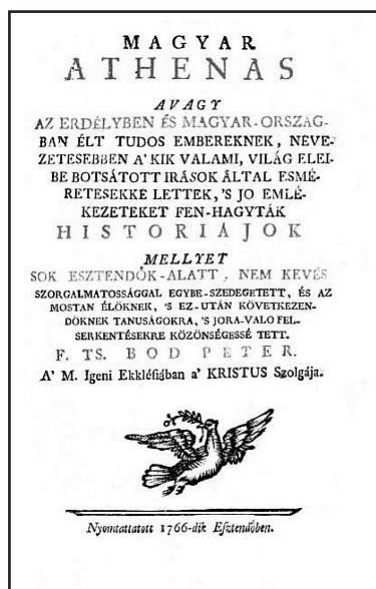 MAGYAR
ATHENAS
AVAGY
AZ ERDÉLYBEN ÉS MAGYAR-ORSZÁG-
BAN ÉLT TUDOS EMBEREKNEK, NEVE-
ZETESEBBEN A' KIK VALAMI, VILÁG ELEI-
BE BOTSÁTOTT IRÁSOK ÁLTAL ESMÉ-
RETESEKKÉ LETTEK, 'S JO EMLÉ-
KEZETEKET FEN-HAGYTÁK
HISTORIÁJOK
MELLYET
SOK ESZTENDŐK-ALATT, NEM KEVÉS
SZORGALMATOSSÁGGAL EGYBE-SZEDEGETETT, ÉS AZ
MOSTAN ÉLŐKNEK, 'S EZ-UTÁN KÖVETKEZEN-
DŐKNEK TANUSÁGOKRA, 'S JORA-VALO FEL-
SERKENTÉSEKRE KÖZÖNSÉGESSÉ TETT.
F. TS. BOD PETER.
A' M. Igeni Ekkléſiában a' KRISTUS Szolgája.
Nyomtattatott 1766-dik Eſztendőben.